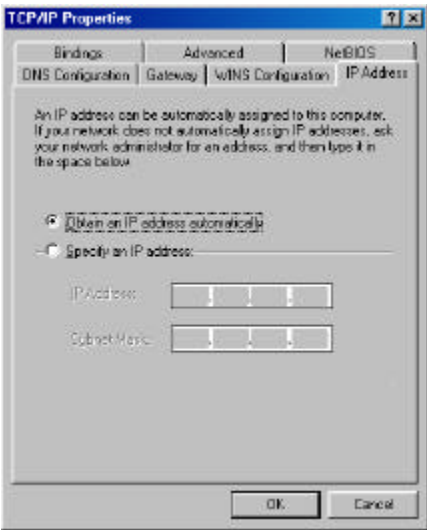 TCP/IP Properties
? ×
Bindings Advanced NetBIOS
DNS Configuration Gateway WINS Configuration IP Address
An IP address can be automatically assigned to this computer.
If your network does not automatically assign IP addresses, ask
your network administrator for an address, and then type it in
the space below.
Obtain an IP address automatically
Specify an IP address:
IP Address:
Subnet Mask:
OK Cancel